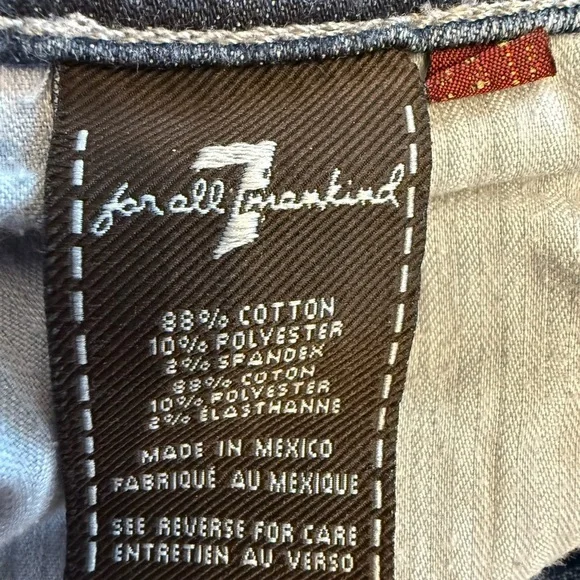 7
for all mankind
88% COTTON
10% POLYESTER
2% SPANDEX
88% COTON
10% POLYESTER
2% ÉLASTHANNE
MADE IN MEXICO
FABRIQUÉ AU MEXIQUE
SEE REVERSE FOR CARE
ENTRETIEN AU VERSO